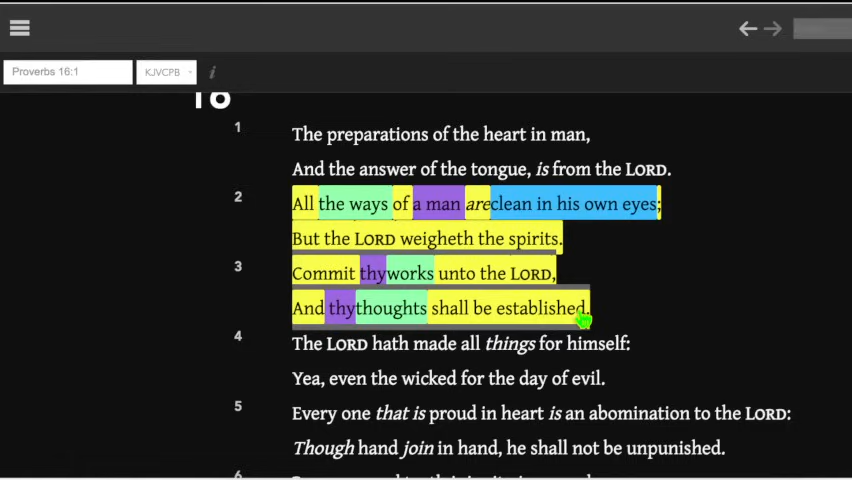 Proverbs 16:1 KJVCPB i
16
1 The preparations of the heart in man,
And the answer of the tongue, is from the LORD.
2 All the ways of a man are clean in his own eyes;
But the LORD weigheth the spirits.
3 Commit thy works unto the LORD,
And thy thoughts shall be established.
4 The LORD hath made all things for himself:
Yea, even the wicked for the day of evil.
5 Every one that is proud in heart is an abomination to the LORD:
Though hand join in hand, he shall not be unpunished.
6